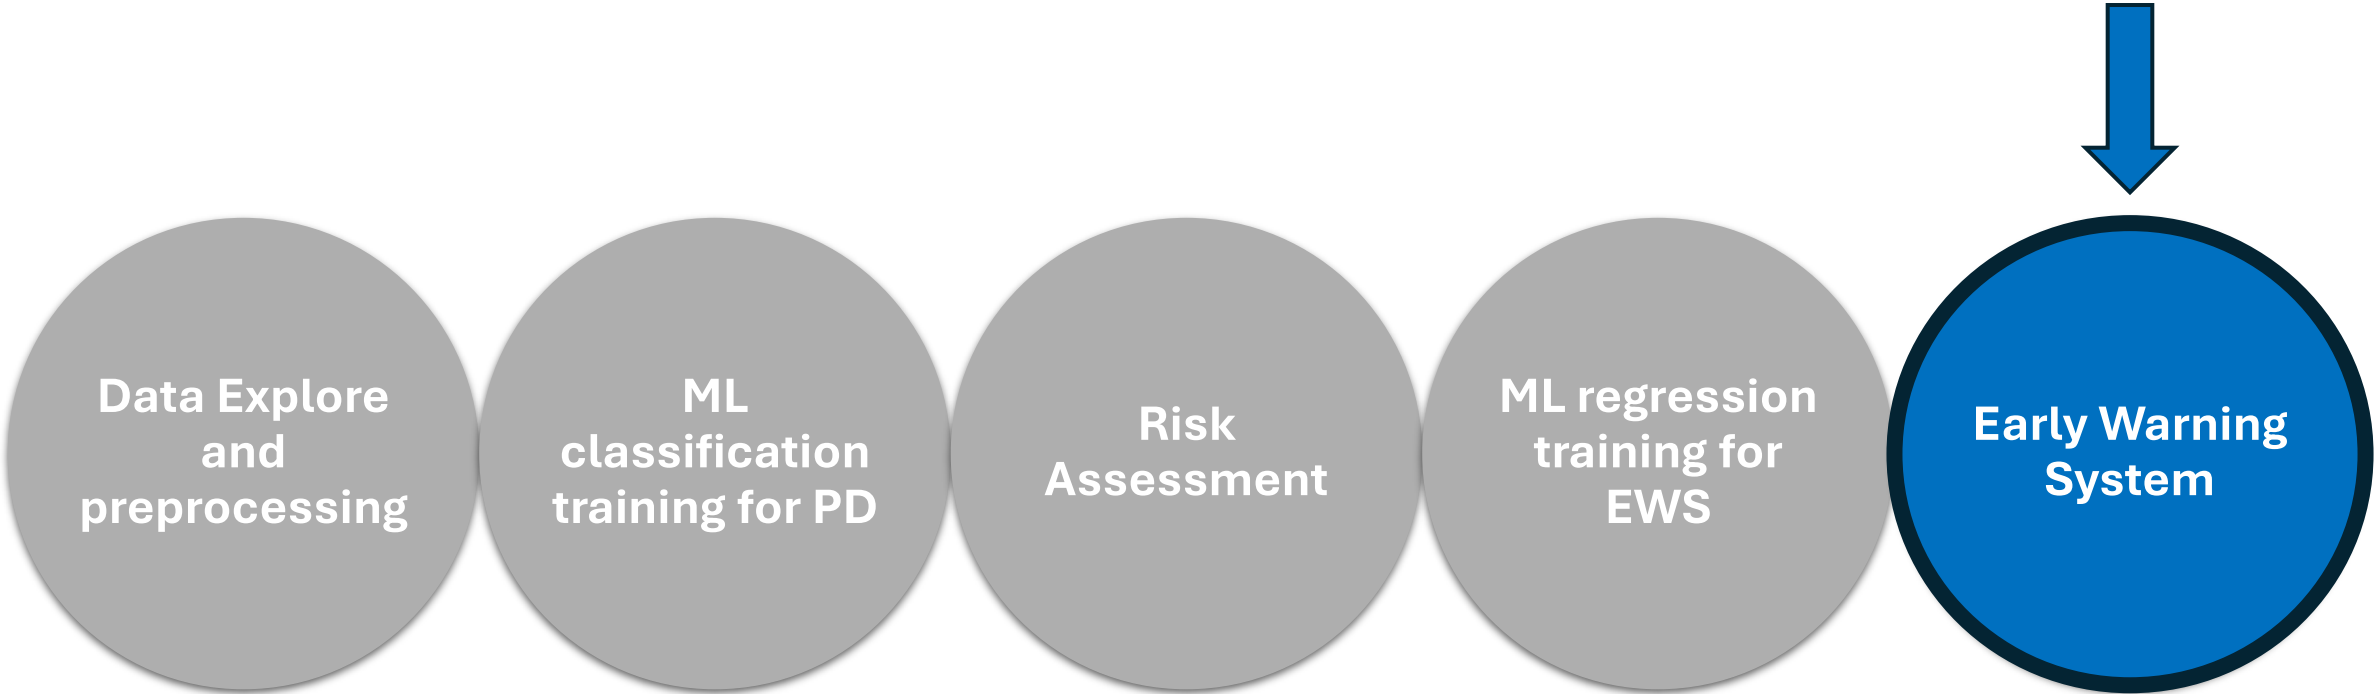 Data Explore
and
preprocessing
ML
classification
training for PD
Risk
Assessment
ML regression
training for
EWS
Early Warning
System